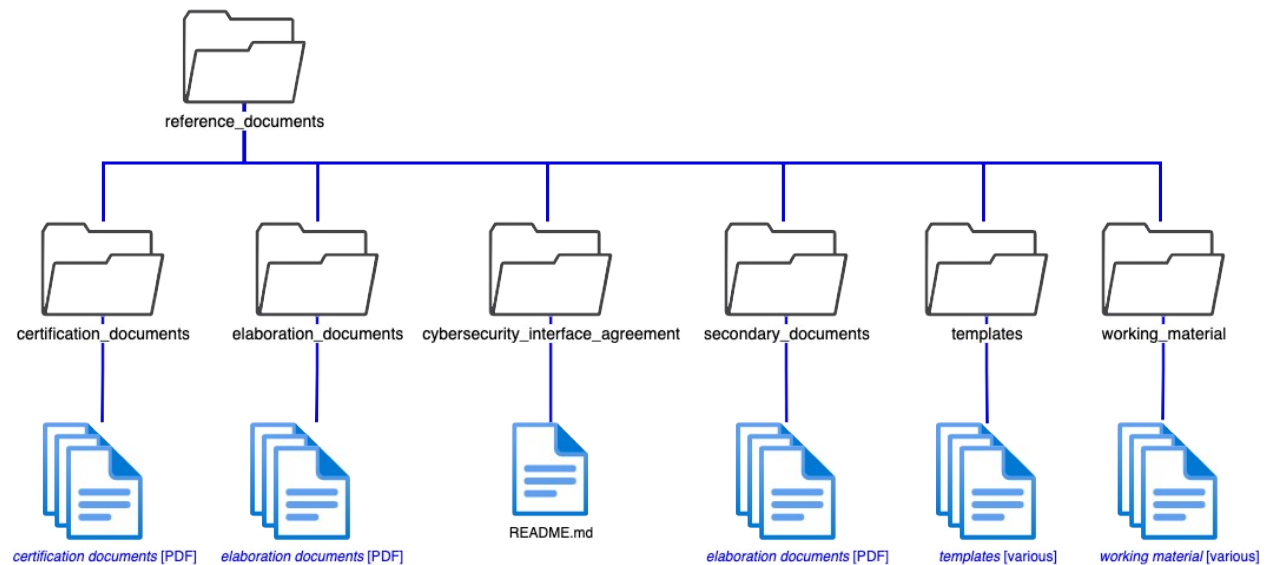 reference_documents
certification_documents
elaboration_documents
cybersecurity_interface_agreement
secondary_documents
templates
working_material
README.md
certification documents [PDF]
elaboration documents [PDF]
elaboration documents [PDF]
templates [various]
working material [various]